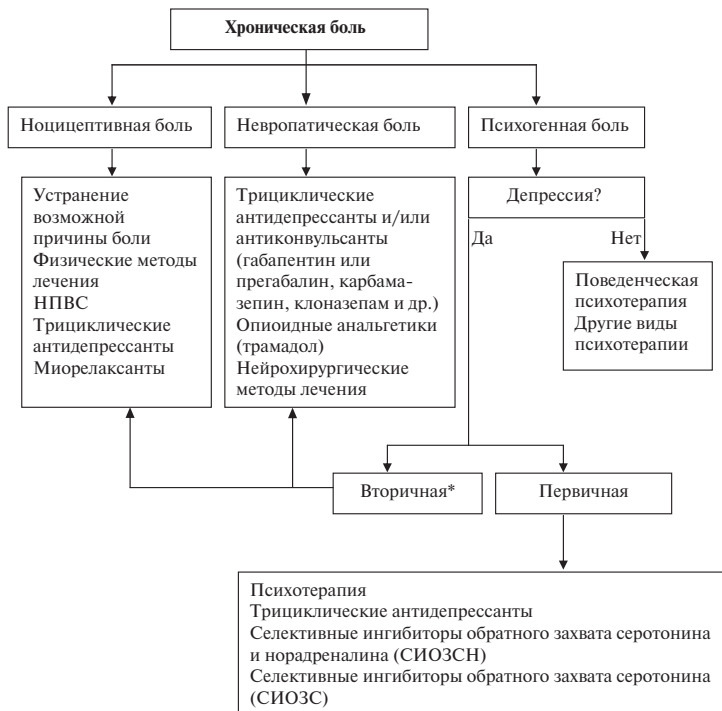 Хроническая боль
Ноцицептивная боль
Невропатическая боль
Психогенная боль
Устранение
возможной
причины боли
Физические методы
лечения
НПВС
Трициклические
антидепрессанты
Миорелаксанты
Трициклические
антидепрессанты и/или
антиконвульсанты
(габапентин или
прегабалин, карбама-
зепин, клоназепам и др.)
Опиоидные анальгетики
(трамадол)
Нейрохирургические
методы лечения
Депрессия?
Да
Нет
Поведенческая
психотерапия
Другие виды
психотерапии
Вторичная*
Первичная
Психотерапия
Трициклические антидепрессанты
Селективные ингибиторы обратного захвата серотонина
и норадреналина (СИОЗСН)
Селективные ингибиторы обратного захвата серотонина
(СИОЗС)